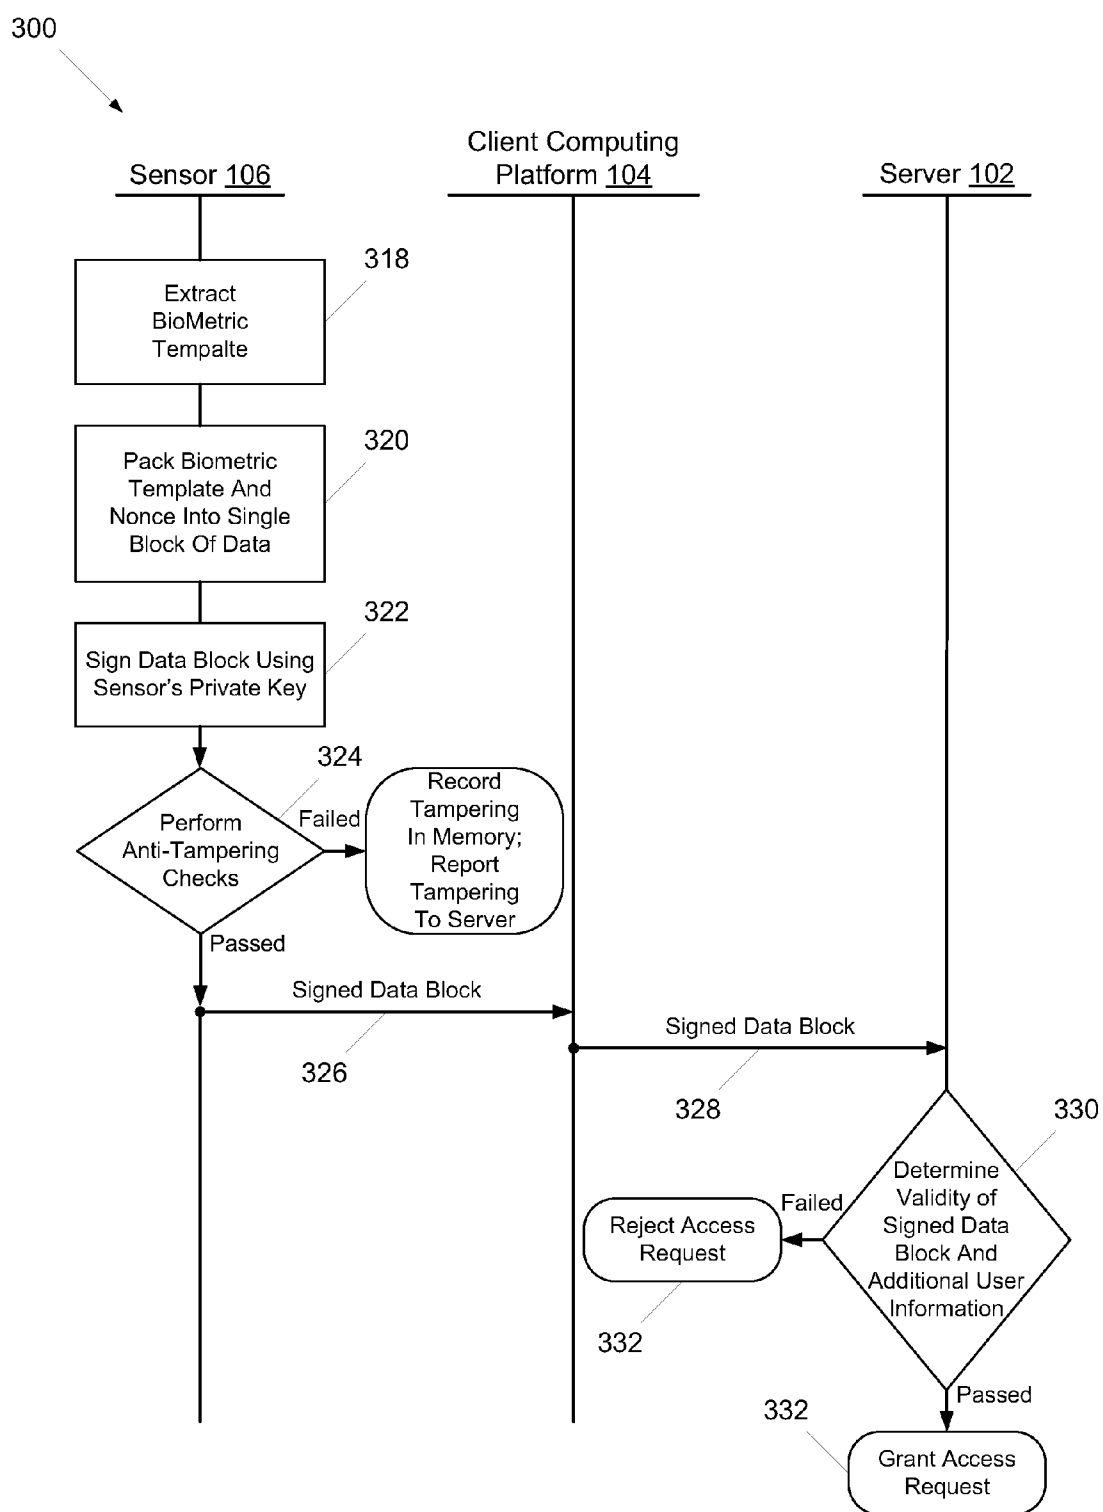 300
Client Computing
Sensor 106
Platform 104
Server 102
318
Extract
BioMetric
Tempalte
320
Pack Biometric
Template And
Nonce Into Single
Block Of Data
322
Sign Data Block Using
Sensor's Private Key
324
Perform
Anti-Tampering
Checks
Failed
Record
Tampering
In Memory;
Report
Tampering
To Server
Passed
Signed Data Block
326
Signed Data Block
328
330
Determine
Validity of
Signed Data
Block And
Additional User
Information
Failed
Reject Access
Request
332
Passed
332
Grant Access
Request